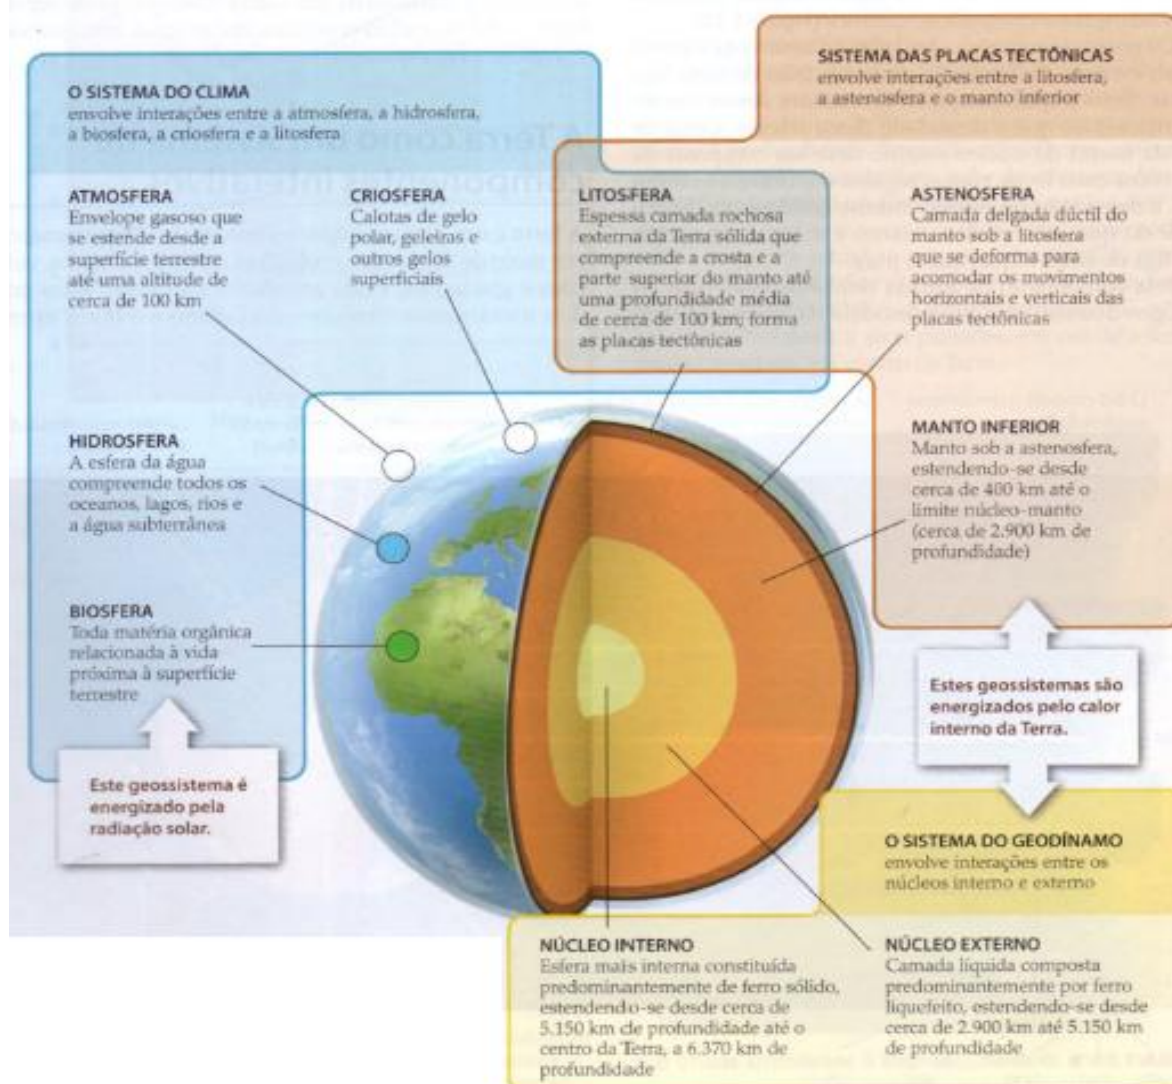 O SISTEMA DO CLIMA
envolve interações entre a atmosfera, a hidrosfera,
a biosfera, a criosfera e a litosfera
SISTEMA DAS PLACAS TECTÔNICAS
envolve interações entre a litosfera,
a astenosfera e o manto inferior
ATMOSFERA
Envelope gasoso que
se estende desde a
superfície terrestre
até uma altitude de
cerca de 100 km
CRIOSFERA
Calotas de gelo
polar, geleiras e
outros gelos
superficiais
LITOSFERA
Espessa camada rochosa
externa da Terra sólida que
compreende a crosta e a
parte superior do manto até
uma profundidade média
de cerca de 100 km; forma
as placas tectônicas
ASTENOSFERA
Camada delgada dúctil do
manto sob a litosfera
que se deforma para
acomodar os movimentos
horizontais e verticais das
placas tectônicas
HIDROSFERA
A esfera da água
compreende todos os
oceanos, lagos, rios e
a água subterrânea
MANTO INFERIOR
Manto sob a astenosfera,
estendendo-se desde
cerca de 400 km até o
limite núcleo-manto
(cerca de 2.900 km de
profundidade)
BIOSFERA
Toda matéria orgânica
relacionada à vida
próxima à superfície
terrestre
Este geossistema é
energizado pela
radiação solar.
Estes geossistemas são
energizados pelo calor
interno da Terra.
O SISTEMA DO GEODÍNAMO
envolve interações entre os
núcleos interno e externo
NÚCLEO INTERNO
Esfera mais interna constituída
predominantemente de ferro sólido,
estendendo-se desde cerca de
5.150 km de profundidade até o
centro da Terra, a 6.370 km de
profundidade
NÚCLEO EXTERNO
Camada líquida composta
predominantemente por ferro
liquefeito, estendendo-se desde
cerca de 2.900 km até 5.150 km
de profundidade